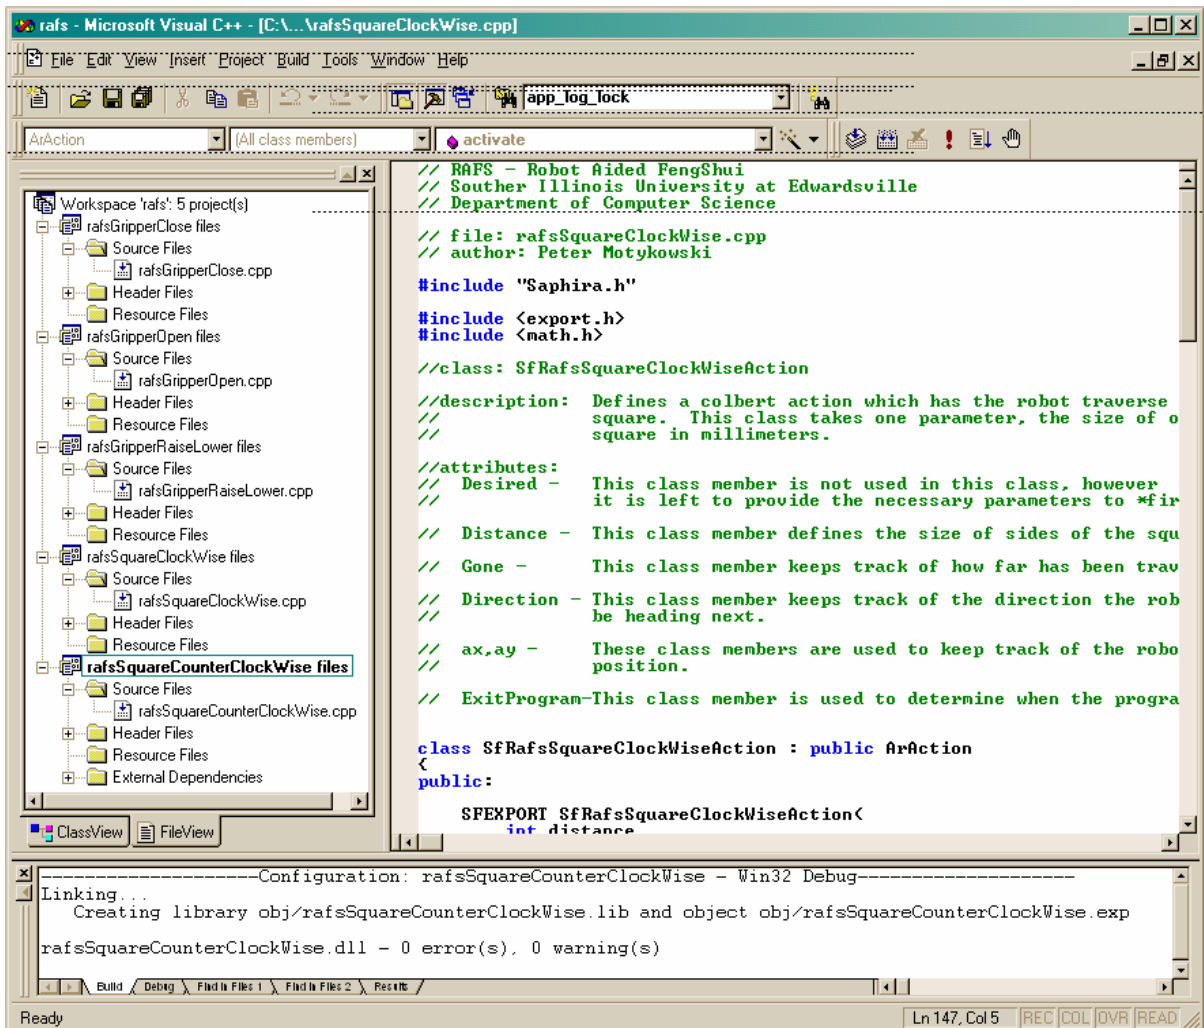 rafs - Microsoft Visual C++ - [C:\...\rafsSquareClockWise.cpp]
File Edit View Insert Project Build Tools Window Help
app_log_lock
ArAction (All class members) activate
Workspace 'rafs': 5 project(s)
rafsGripperClose files
Source Files
rafsGripperClose.cpp
Header Files
Resource Files
rafsGripperOpen files
Source Files
rafsGripperOpen.cpp
Header Files
Resource Files
rafsGripperRaiseLower files
Source Files
rafsGripperRaiseLower.cpp
Header Files
Resource Files
rafsSquareClockWise files
Source Files
rafsSquareClockWise.cpp
Header Files
Resource Files
rafsSquareCounterClockWise files
Source Files
rafsSquareCounterClockWise.cpp
Header Files
Resource Files
External Dependencies
ClassView FileView
// RAFS - Robot Aided FengShui
// Souther Illinois University at Edwardsville
// Department of Computer Science
// file: rafsSquareClockWise.cpp
// author: Peter Motykowski
#include "Saphira.h"
#include <export.h>
#include <math.h>
//class: SfRafsSquareClockWiseAction
//description: Defines a colbert action which has the robot traverse
// square. This class takes one parameter, the size of o
// square in millimeters.
//attributes:
// Desired - This class member is not used in this class, however
// it is left to provide the necessary parameters to *fir
// Distance - This class member defines the size of sides of the squ
// Gone - This class member keeps track of how far has been trav
// Direction - This class member keeps track of the direction the rob
// be heading next.
// ax,ay - These class members are used to keep track of the robo
// position.
// ExitProgram-This class member is used to determine when the progra
class SfRafsSquareClockWiseAction : public ArAction
{
public:
SFEXPORT SfRafsSquareClockWiseAction(
int distance
--------------------Configuration: rafsSquareCounterClockWise - Win32 Debug--------------------
Linking...
Creating library obj/rafsSquareCounterClockWise.lib and object obj/rafsSquareCounterClockWise.exp
rafsSquareCounterClockWise.dll - 0 error(s), 0 warning(s)
Build Debug Find in Files 1 Find in Files 2 Results
Ready Ln 147, Col 5 REC COL OVR READ